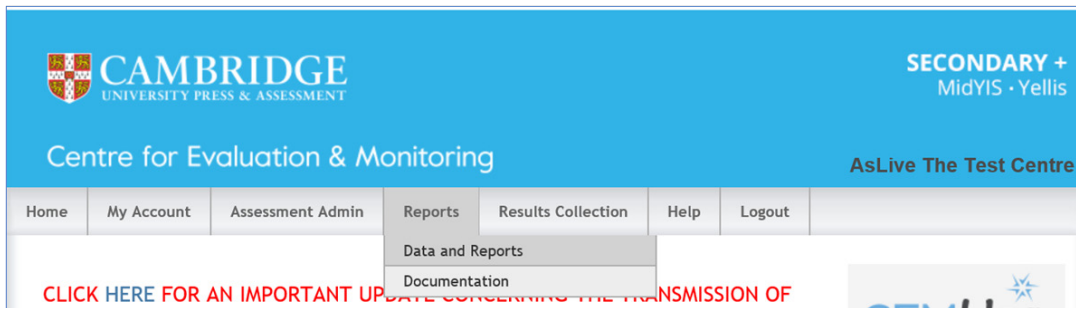 CAMBRIDGE
UNIVERSITY PRESS & ASSESSMENT
SECONDARY +
MidYIS · Yellis
Centre for Evaluation & Monitoring
AsLive The Test Centre
Home My Account Assessment Admin Reports Results Collection Help Logout
Data and Reports
Documentation
CLICK HERE FOR AN IMPORTANT UPDATE CONCERNING THE TRANSMISSION OF